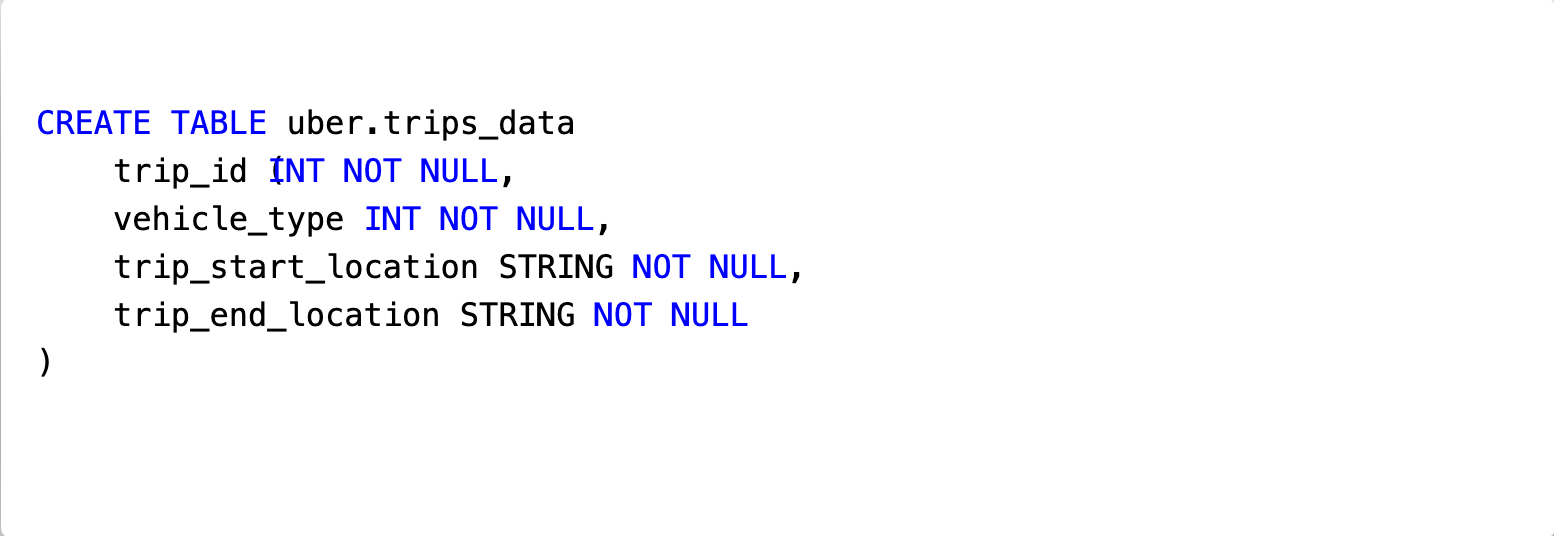 CREATE TABLE uber.trips_data
    trip_id (INT NOT NULL,
    vehicle_type INT NOT NULL,
    trip_start_location STRING NOT NULL,
    trip_end_location STRING NOT NULL
)